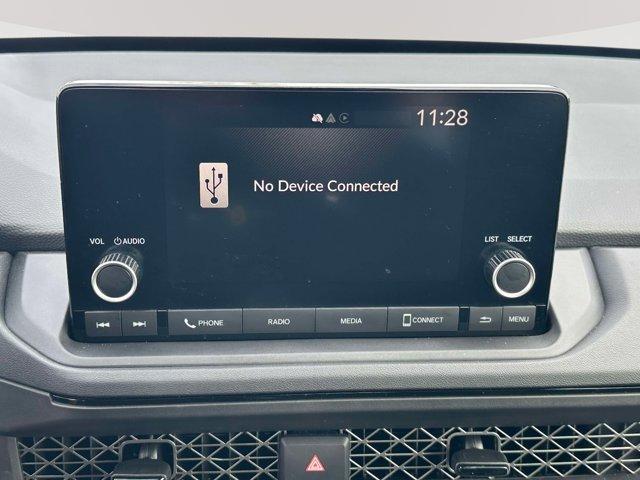 11:28
No Device Connected
VOL AUDIO
LIST SELECT
PHONE RADIO MEDIA CONNECT MENU